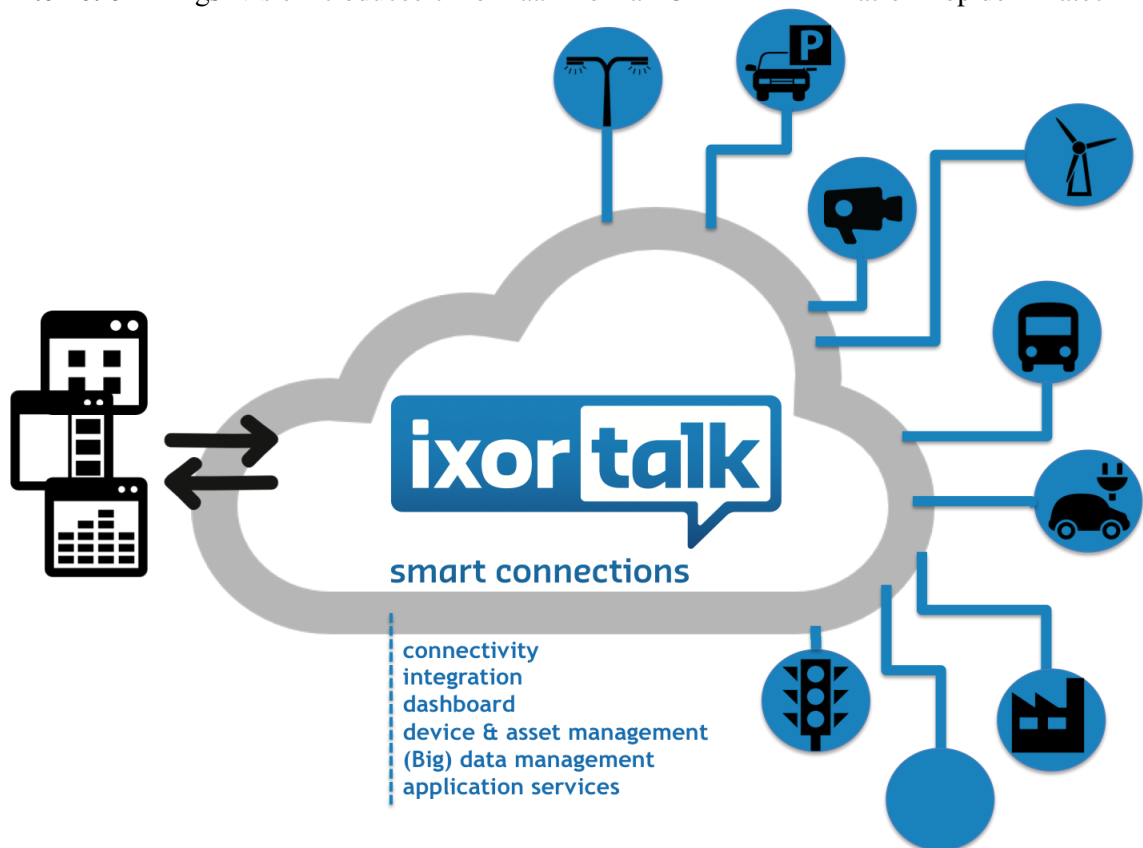 P
ixor talk
smart connections
connectivity
integration
dashboard
device & asset management
(Big) data management
application services